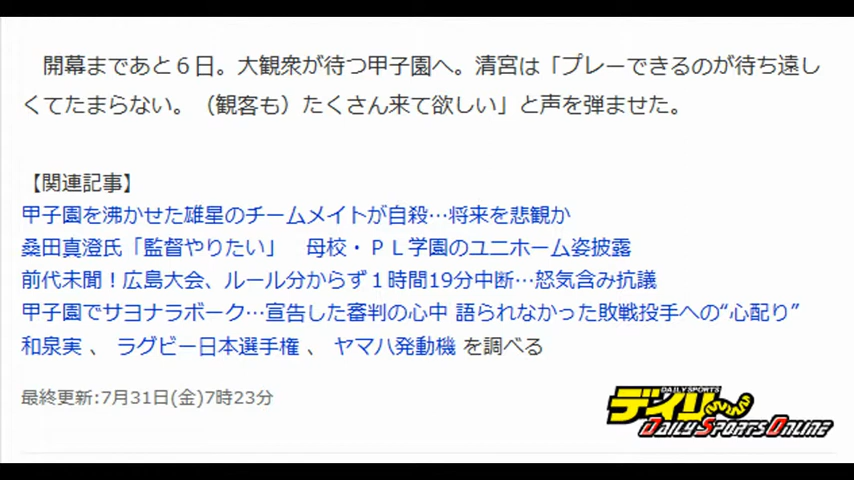 開幕まであと６日。大観衆が待つ甲子園へ。清宮は「プレーできるのが待ち遠し
くてたまらない。（観客も）たくさん来て欲しい」と声を弾ませた。
【関連記事】
甲子園を沸かせた雄星のチームメイトが自殺…将来を悲観か
桑田真澄氏「監督やりたい」　母校・ＰＬ学園のユニホーム姿披露
前代未聞！広島大会、ルール分からず１時間19分中断…怒気含み抗議
甲子園でサヨナラボーク…宣告した審判の心中 語られなかった敗戦投手への“心配り”
和泉実 、 ラグビー日本選手権 、 ヤマハ発動機 を調べる
最終更新:7月31日(金)7時23分
DAILY SPORTS
デイリー
DAILY SPORTS ONLINE